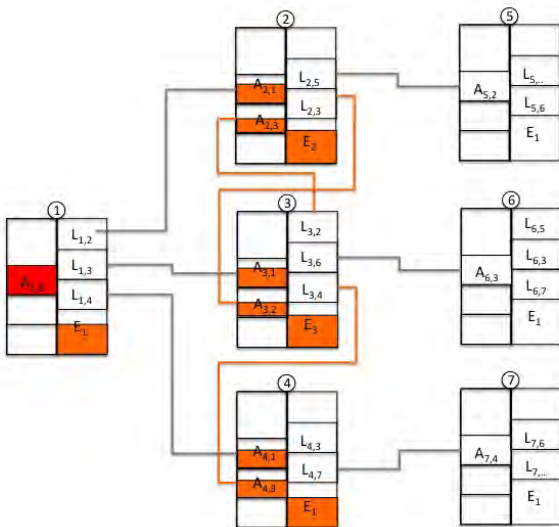 ①
L1,2
L1,3
L1,4
E1
②
A2,1
A2,3
L2,5
L2,3
E2
③
A3,1
A3,2
L3,2
L3,6
L3,4
E3
④
A4,1
A4,3
L4,3
L4,7
E1
⑤
A5,2
L5,..
L5,6
E1
⑥
A6,3
L6,5
L6,3
L6,7
E1
⑦
A7,4
L7,6
L7,...
E1